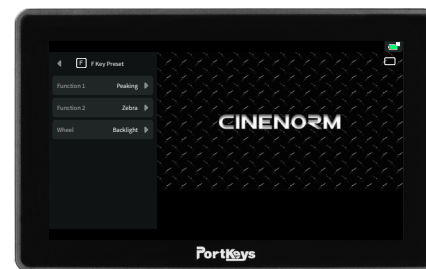 F F Key Preset
Function 1 Peaking
Function 2 Zebra
Wheel Backlight
CINENORM
PortKeys